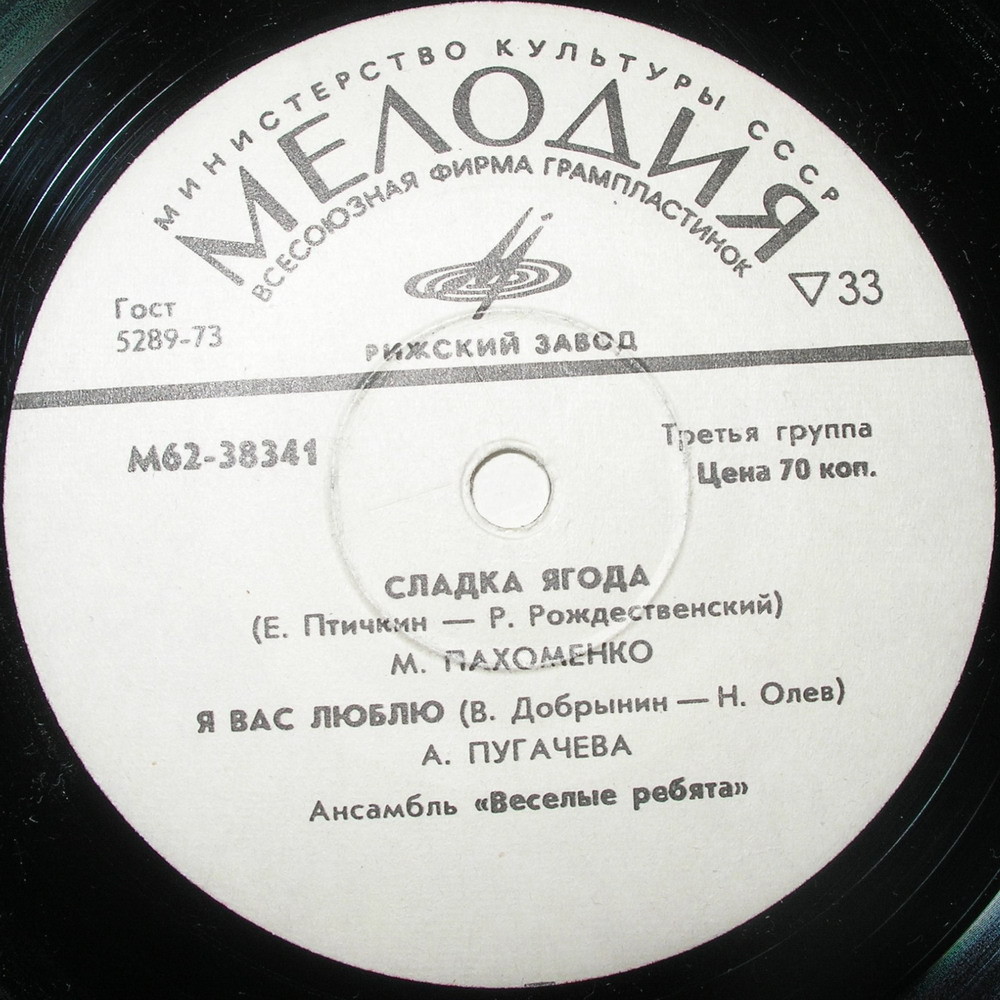 МИНИСТЕРСТВО КУЛЬТУРЫ СССР
МЕЛОДИЯ
ВСЕСОЮЗНАЯ ФИРМА ГРАМПЛАСТИНОК
Гост
5289-73
33
РИЖСКИЙ ЗАВОД
М62-38341
Третья группа
Цена 70 коп.
СЛАДКА ЯГОДА
(Е. Птичкин — Р. Рождественский)
М. ПАХОМЕНКО
Я ВАС ЛЮБЛЮ (В. Добрынин — Н. Олев)
А. ПУГАЧЕВА
Ансамбль «Веселые ребята»